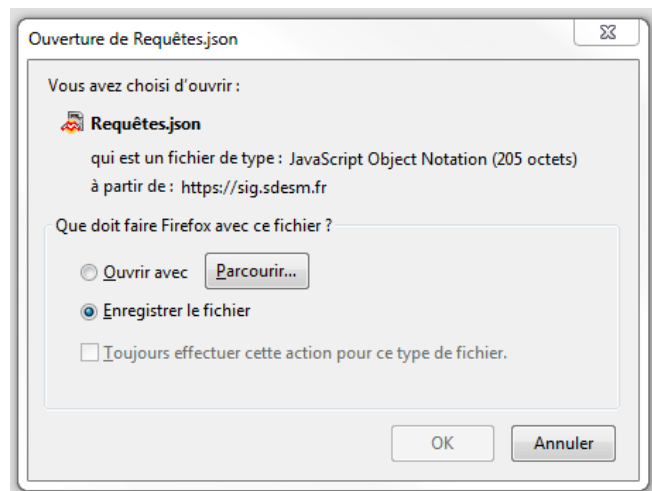 Ouverture de Requêtes.json
Vous avez choisi d'ouvrir :
Requêtes.json
qui est un fichier de type : JavaScript Object Notation (205 octets)
à partir de : https://sig.sdesm.fr
Que doit faire Firefox avec ce fichier ?
Ouvrir avec Parcourir...
Enregistrer le fichier
Toujours effectuer cette action pour ce type de fichier.
OK Annuler